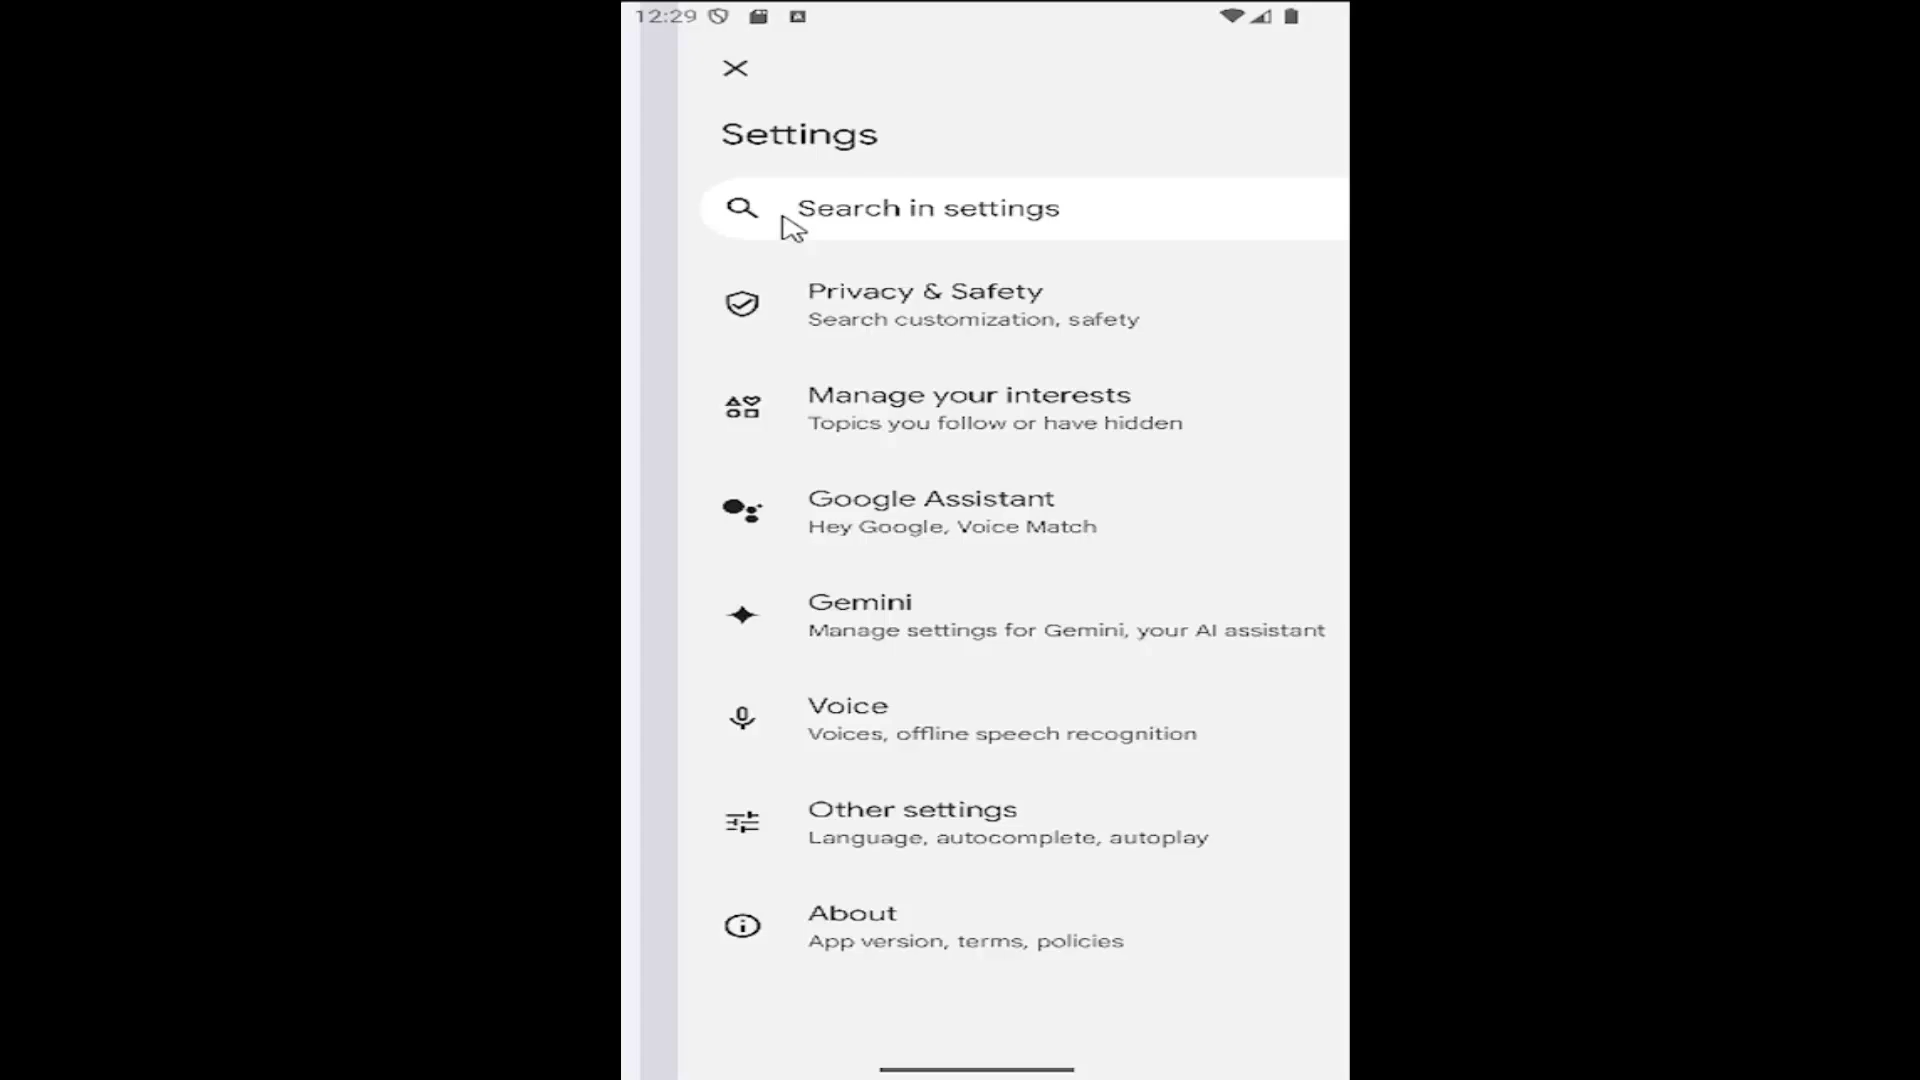 12:29
Settings
Search in settings
Privacy & Safety
Search customization, safety
Manage your interests
Topics you follow or have hidden
Google Assistant
Hey Google, Voice Match
Gemini
Manage settings for Gemini, your AI assistant
Voice
Voices, offline speech recognition
Other settings
Language, autocomplete, autoplay
About
App version, terms, policies